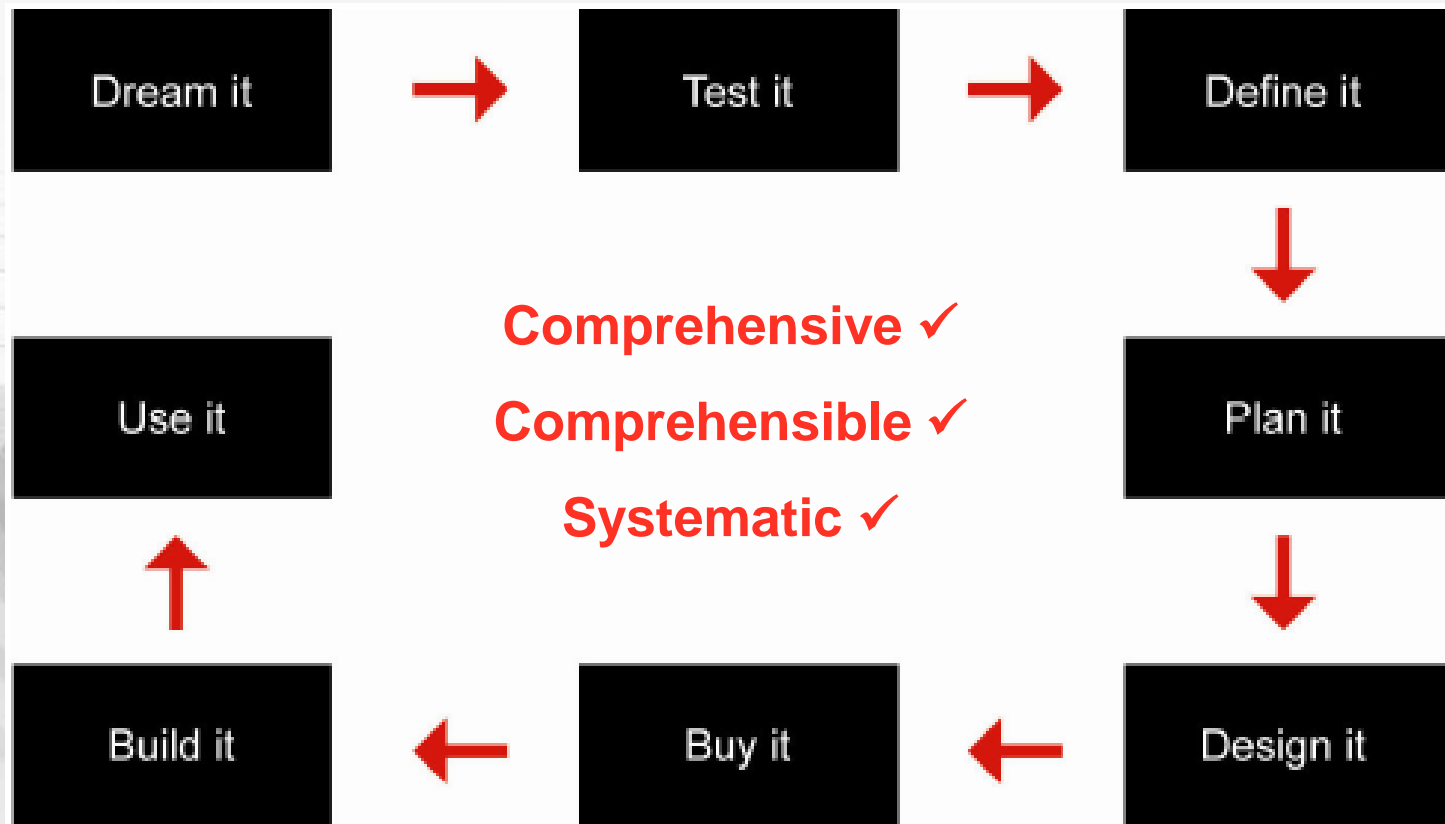 Dream it
Test it
Define it
Comprehensive ✓
Comprehensible ✓
Systematic ✓
Use it
Plan it
Build it
Buy it
Design it